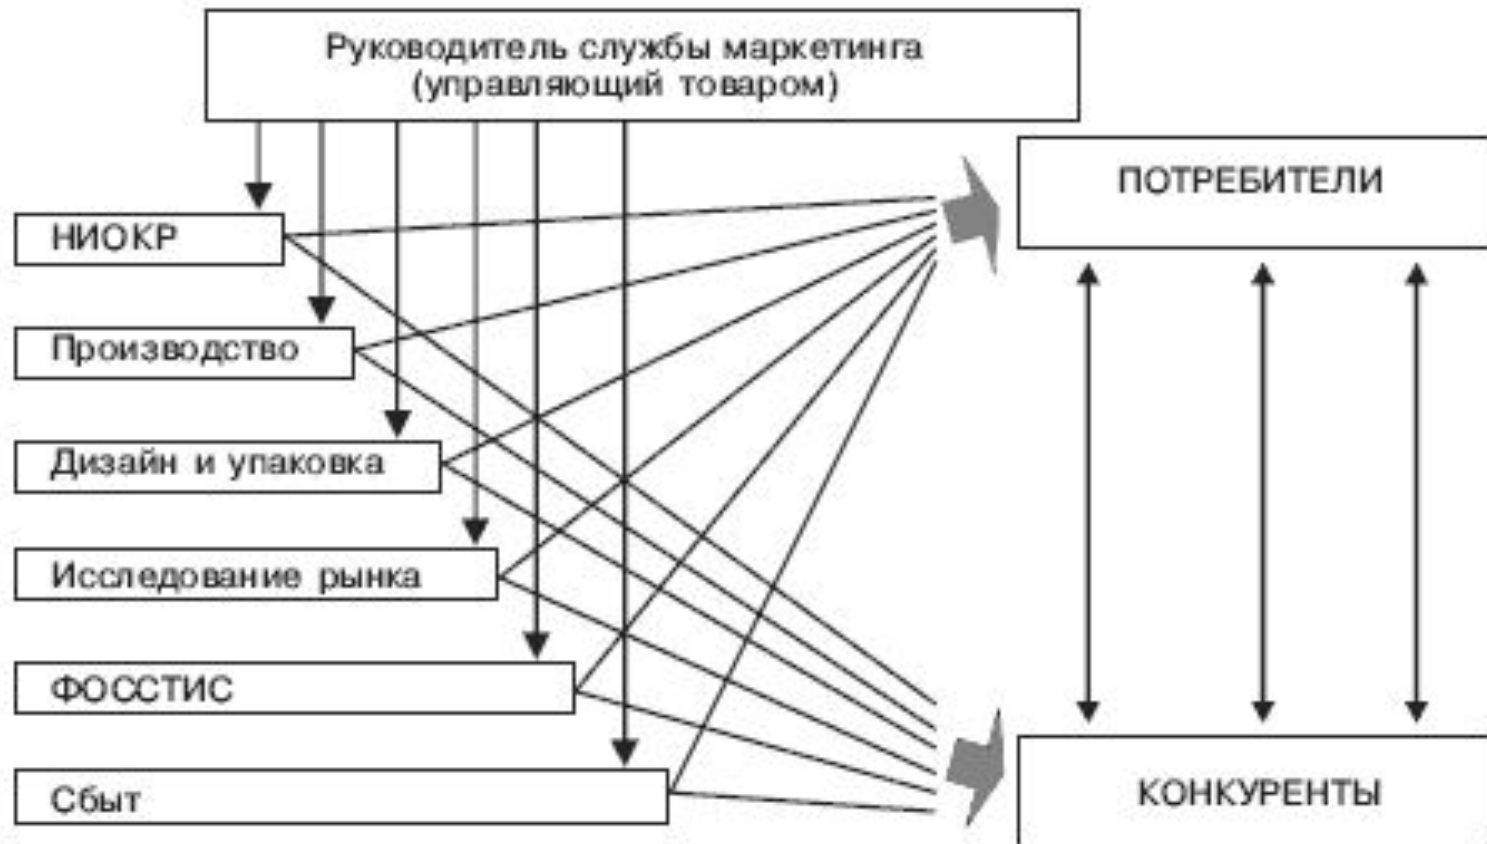 Руководитель службы маркетинга
(управляющий товаром)
ПОТРЕБИТЕЛИ
НИОКР
Производство
Дизайн и упаковка
Исследование рынка
ФОССТИС
Сбыт
КОНКУРЕНТЫ